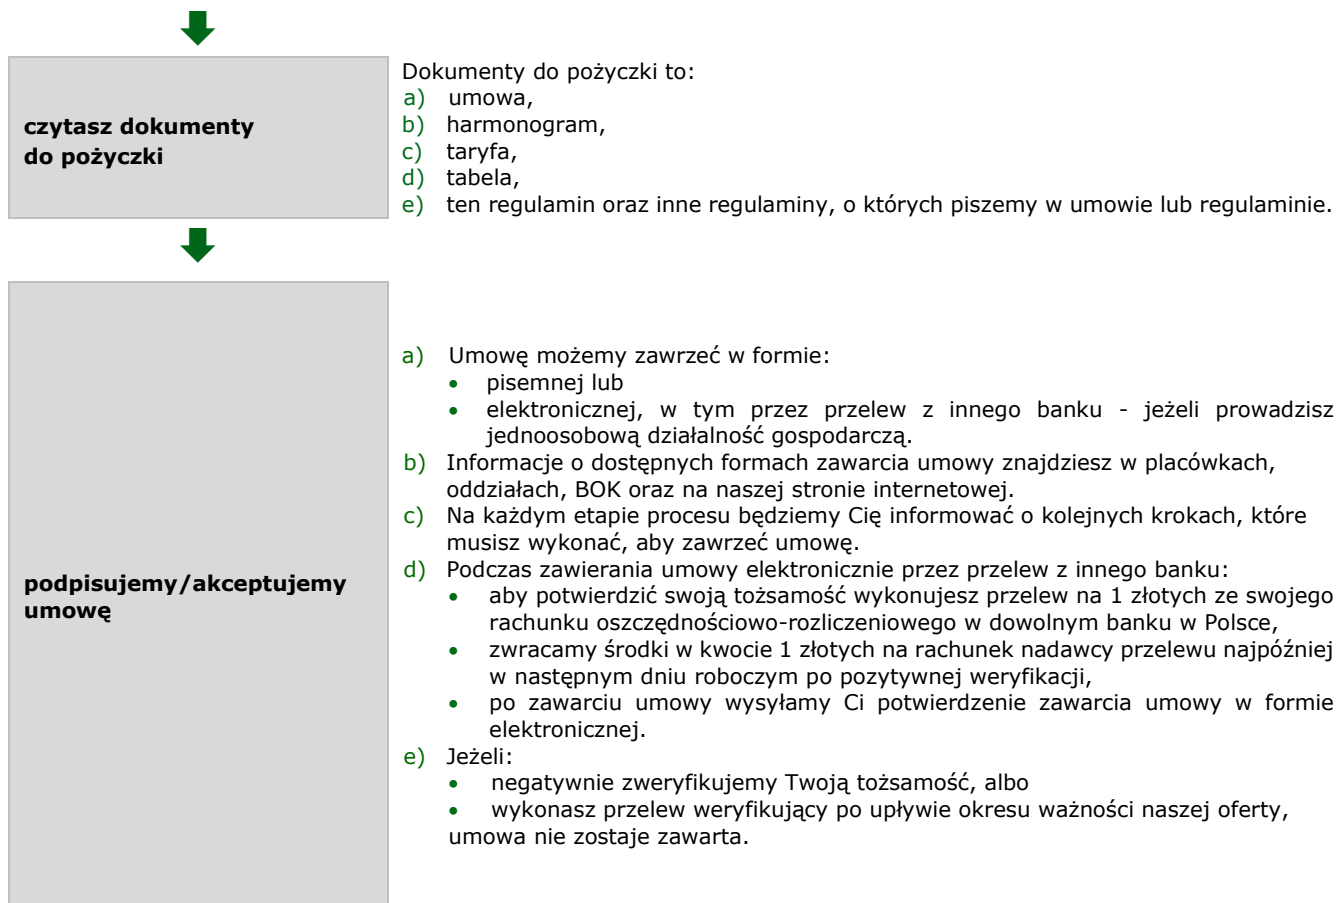 czytasz dokumenty
do pożyczki
Dokumenty do pożyczki to:
a) umowa,
b) harmonogram,
c) taryfa,
d) tabela,
e) ten regulamin oraz inne regulaminy, o których piszemy w umowie lub regulaminie.
podpisujemy/akceptujemy
umowę
a) Umowę możemy zawrzeć w formie:
• pisemnej lub
• elektronicznej, w tym przez przelew z innego banku - jeżeli prowadzisz
jednoosobową działalność gospodarczą.
b) Informacje o dostępnych formach zawarcia umowy znajdziesz w placówkach,
oddziałach, BOK oraz na naszej stronie internetowej.
c) Na każdym etapie procesu będziemy Cię informować o kolejnych krokach, które
musisz wykonać, aby zawrzeć umowę.
d) Podczas zawierania umowy elektronicznie przez przelew z innego banku:
• aby potwierdzić swoją tożsamość wykonujesz przelew na 1 złotych ze swojego
rachunku oszczędnościowo-rozliczeniowego w dowolnym banku w Polsce,
• zwracamy środki w kwocie 1 złotych na rachunek nadawcy przelewu najpóźniej
w następnym dniu roboczym po pozytywnej weryfikacji,
• po zawarciu umowy wysyłamy Ci potwierdzenie zawarcia umowy w formie
elektronicznej.
e) Jeżeli:
• negatywnie zweryfikujemy Twoją tożsamość, albo
• wykonasz przelew weryfikujący po upływie okresu ważności naszej oferty,
umowa nie zostaje zawarta.